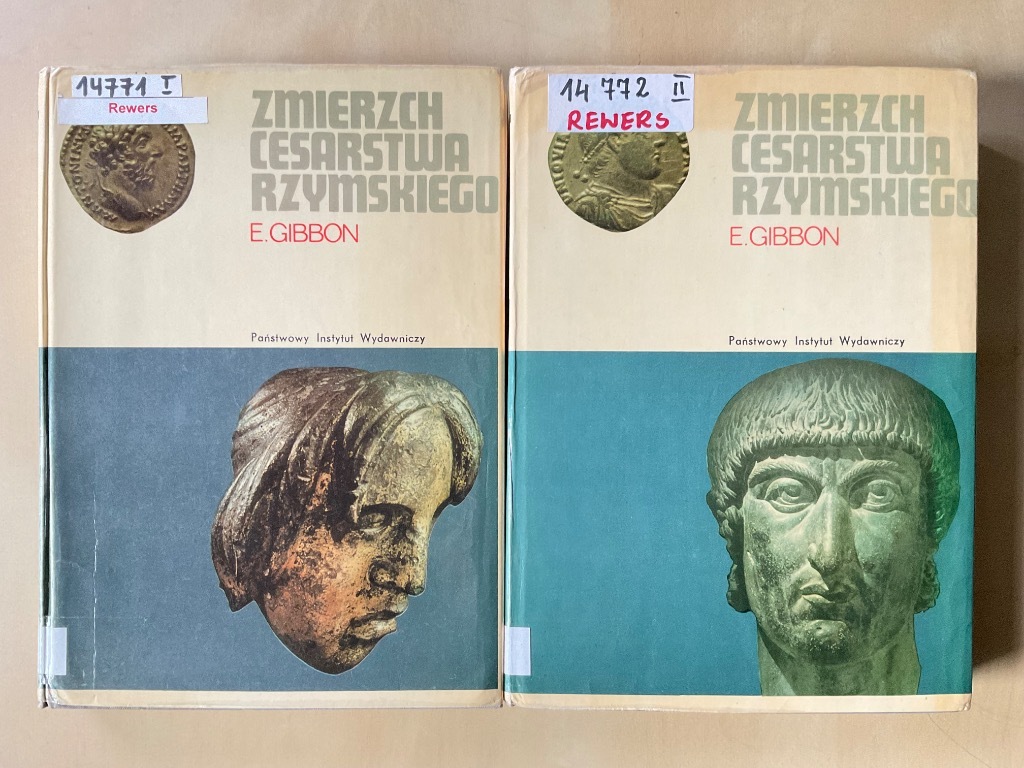 14771 I
Rewers
ZMIERZCH
CESARSTWA
RZYMSKIEGO
E. GIBBON
Państwowy Instytut Wydawniczy
14 772 II
REWERS
ZMIERZCH
CESARSTWA
RZYMSKIEGO
E. GIBBON
Państwowy Instytut Wydawniczy